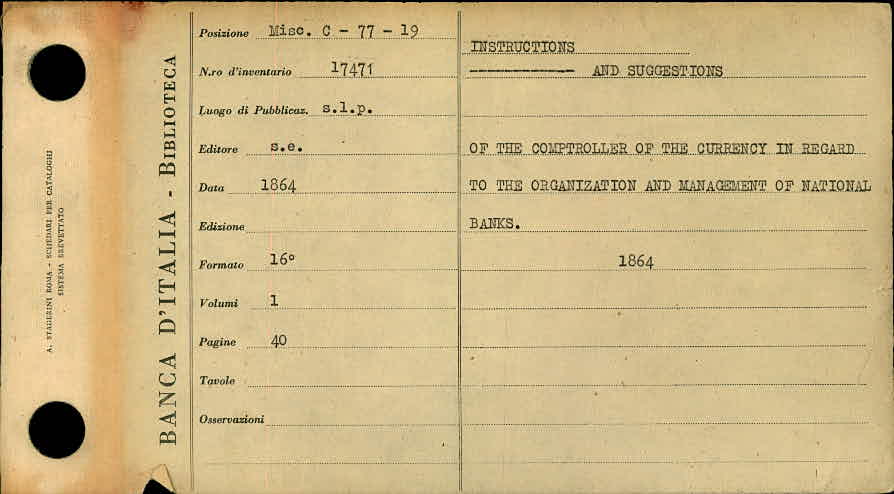 A. STAGERINI ROMA - SCHEDARI PER CATALOGHI
SISTEMA BREVETTATO
BANCA D'ITALIA - BIBLIOTECA
Posizione Misc. C - 77 - 19
N.ro d'inventario 17471
Luogo di Pubblicaz. s.l.p.
Editore s.e.
Data 1864
Edizione
Formato 16°
Volumi 1
Pagine 40
Tavole
Osservazioni
INSTRUCTIONS
------------- AND SUGGESTIONS
OF THE COMPTROLLER OF THE CURRENCY IN REGARD
TO THE ORGANIZATION AND MANAGEMENT OF NATIONAL
BANKS.
1864